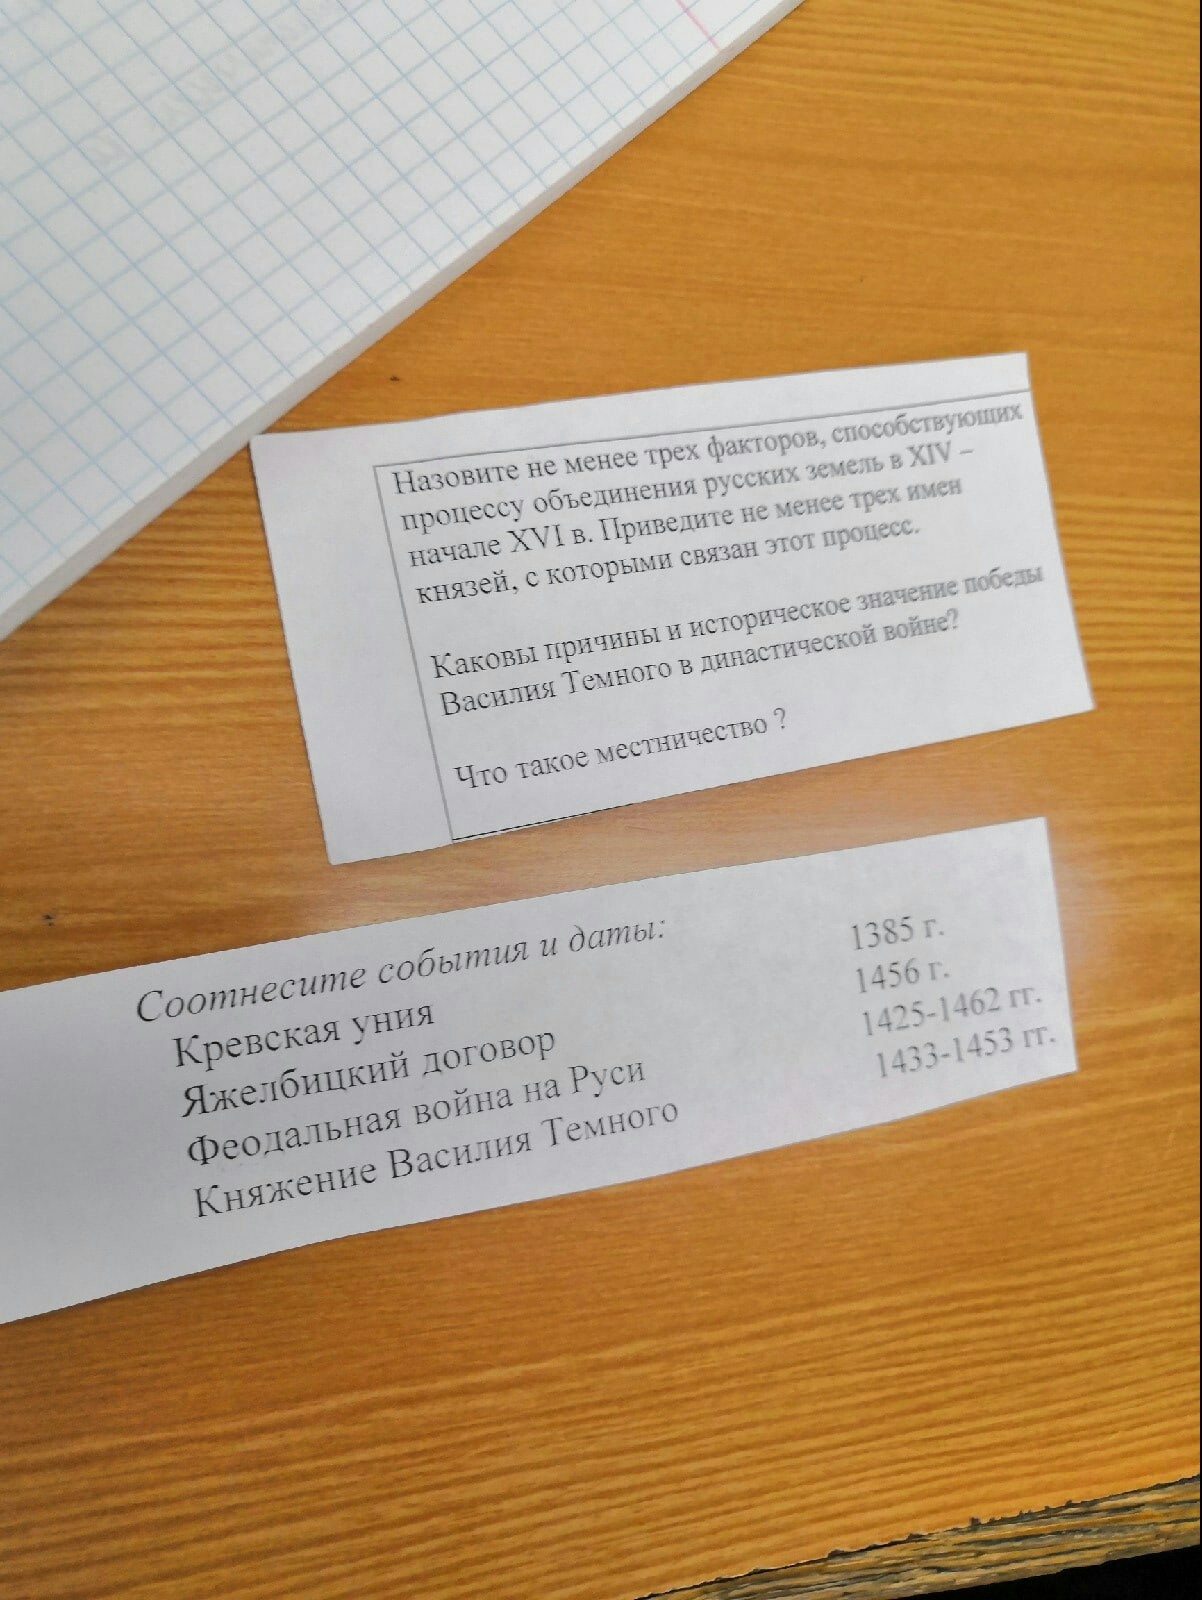 Назовите не менее трех факторов, способствующих
процессу объединения русских земель в XIV –
начале XVI в. Приведите не менее трех имен
князей, с которыми связан этот процесс.
Каковы причины и историческое значение победы
Василия Темного в династической войне?
Что такое местничество ?
Соотнесите события и даты:
Кревская уния 1385 г.
Яжелбицкий договор 1456 г.
Феодальная война на Руси 1425-1462 гг.
Княжение Василия Темного 1433-1453 гг.